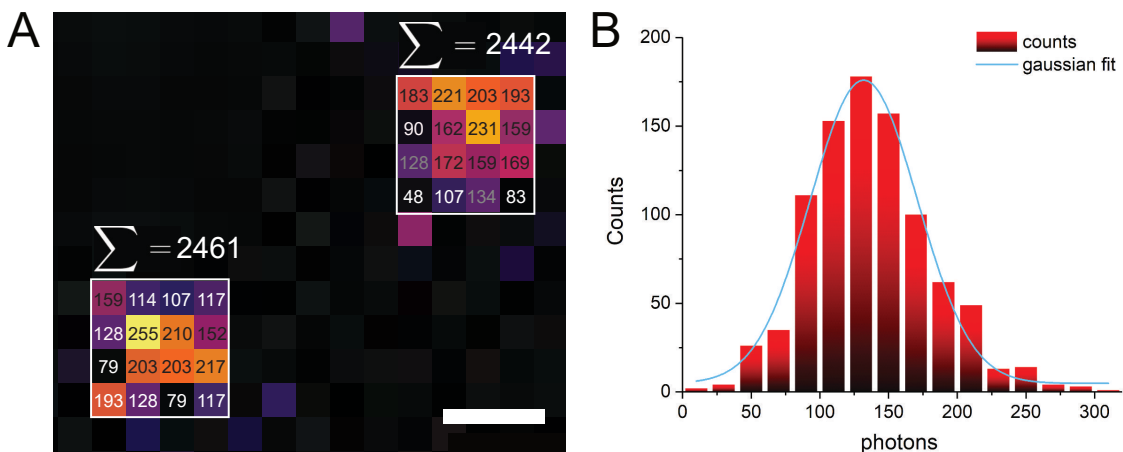 A
∑ = 2442
183 221 203 193
90 162 231 159
128 172 159 169
48 107 134 83
∑ = 2461
159 114 107 117
128 255 210 152
79 203 203 217
193 128 79 117
B
counts
gaussian fit
200
150
100
50
0
Counts
0 50 100 150 200 250 300
photons